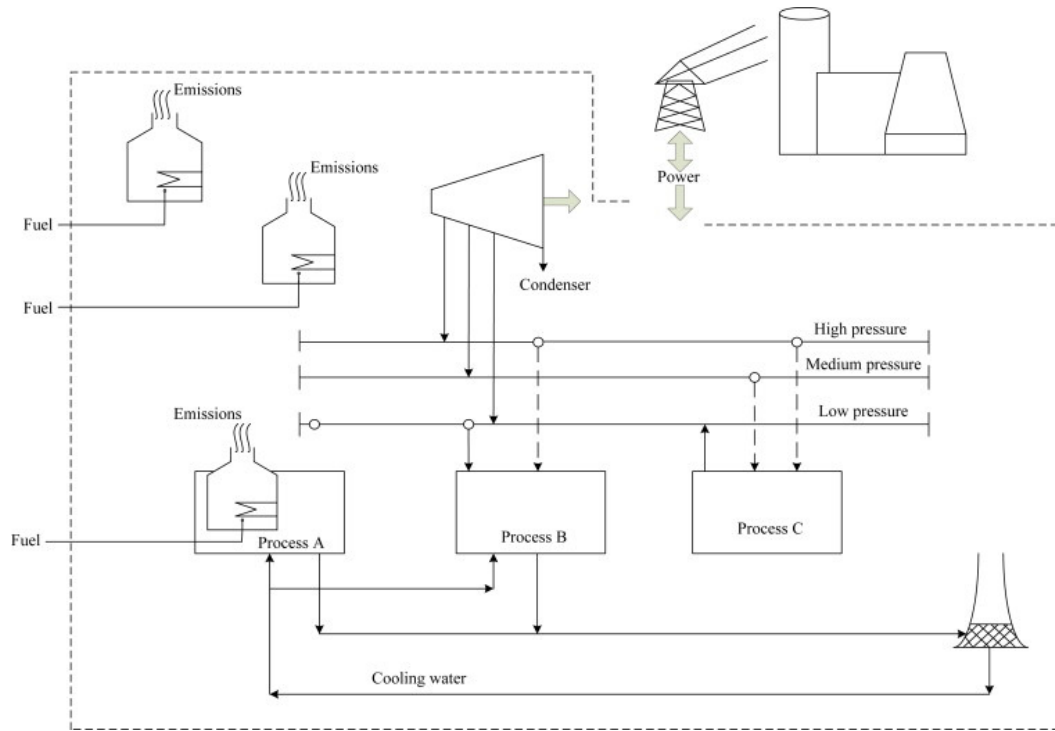 Emissions
Emissions
Power
Fuel
Condenser
Fuel
High pressure
Medium pressure
Low pressure
Emissions
Process A
Process B
Process C
Fuel
Cooling water